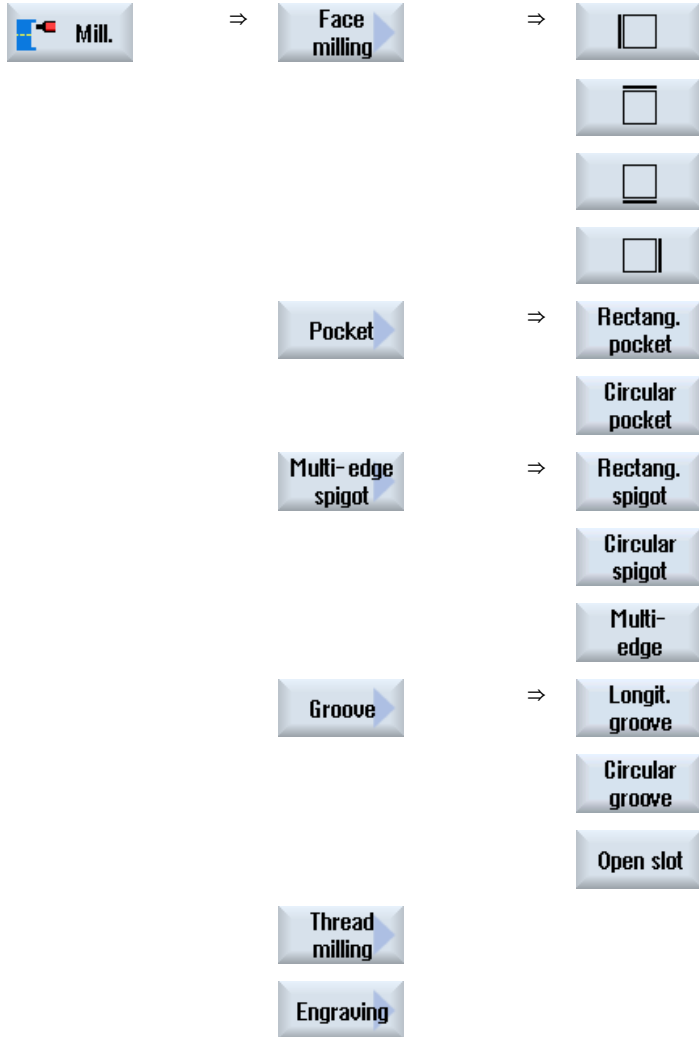 Mill. ⇒ Face milling ⇒
Pocket ⇒ Rectang. pocket
Circular pocket
Multi-edge spigot ⇒ Rectang. spigot
Circular spigot
Multi-edge
Groove ⇒ Longit. groove
Circular groove
Open slot
Thread milling
Engraving